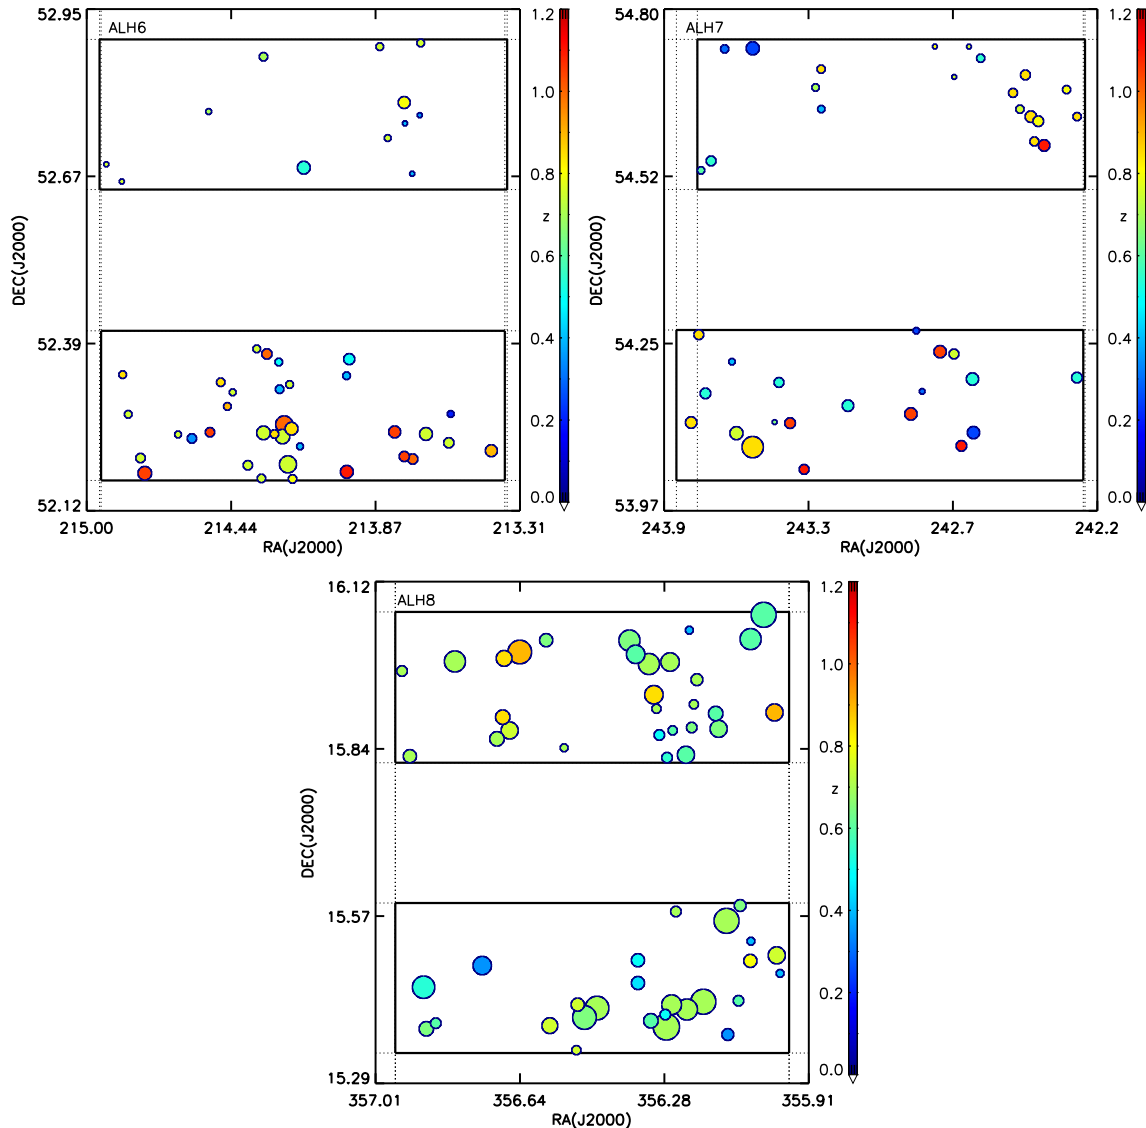 52.95
ALH6
52.67
52.39
52.12
DEC(J2000)
215.00 214.44 213.87 213.31
RA(J2000)
1.2
1.0
0.8
z
0.6
0.4
0.2
0.0
54.80
ALH7
54.52
54.25
53.97
DEC(J2000)
243.9 243.3 242.7 242.2
RA(J2000)
1.2
1.0
0.8
z
0.6
0.4
0.2
0.0
16.12
ALH8
15.84
15.57
15.29
DEC(J2000)
357.01 356.64 356.28 355.91
RA(J2000)
1.2
1.0
0.8
z
0.6
0.4
0.2
0.0